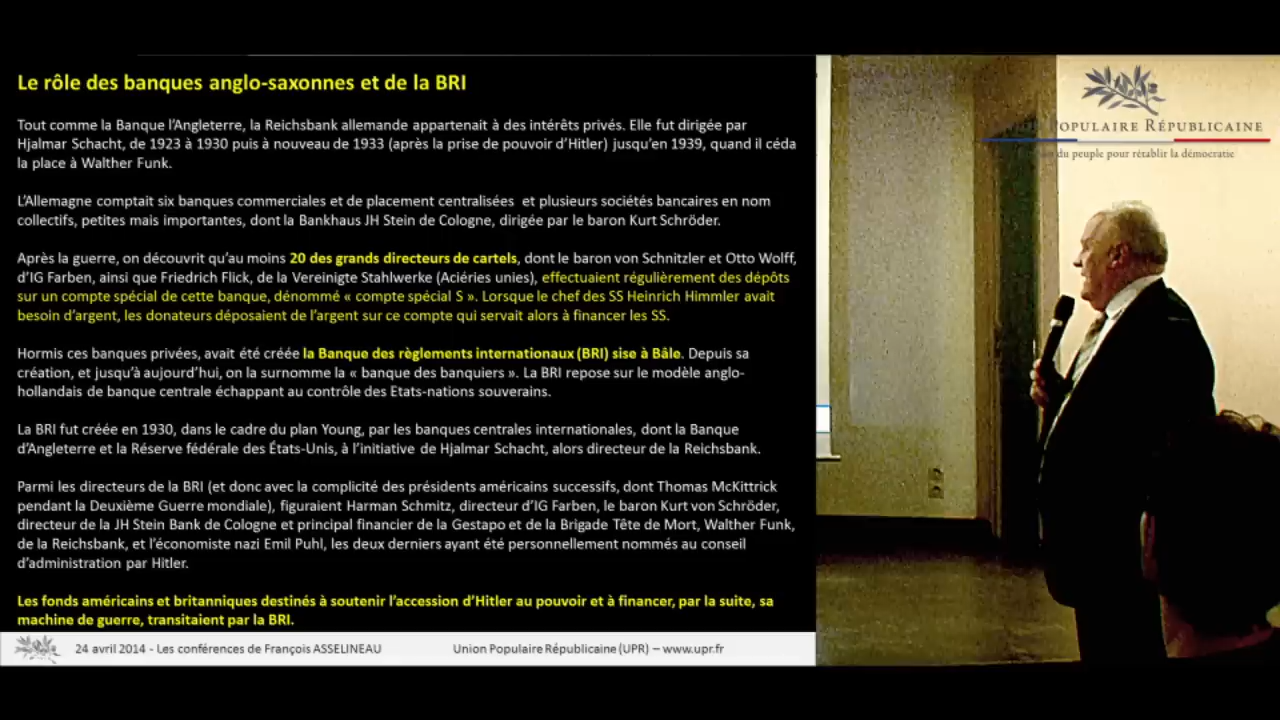 Le rôle des banques anglo-saxonnes et de la BRI
Tout comme la Banque l'Angleterre, la Reichsbank allemande appartenait à des intérêts privés. Elle fut dirigée par
Hjalmar Schacht, de 1923 à 1930 puis à nouveau de 1933 (après la prise de pouvoir d'Hitler) jusqu'en 1939, quand il céda
la place à Walther Funk.
L'Allemagne comptait six banques commerciales et de placement centralisées et plusieurs sociétés bancaires en nom
collectifs, petites mais importantes, dont la Bankhaus JH Stein de Cologne, dirigée par le baron Kurt Schröder.
Après la guerre, on découvrit qu'au moins 20 des grands directeurs de cartels, dont le baron von Schnitzler et Otto Wolff,
d'IG Farben, ainsi que Friedrich Flick, de la Vereinigte Stahlwerke (Aciéries unies), effectuaient régulièrement des dépôts
sur un compte spécial de cette banque, dénommé « compte spécial S ». Lorsque le chef des SS Heinrich Himmler avait
besoin d'argent, les donateurs déposaient de l'argent sur ce compte qui servait alors à financer les SS.
Hormis ces banques privées, avait été créée la Banque des règlements internationaux (BRI) sise à Bâle. Depuis sa
création, et jusqu'à aujourd'hui, on la surnomme la « banque des banquiers ». La BRI repose sur le modèle anglo-
hollandais de banque centrale échappant au contrôle des Etats-nations souverains.
La BRI fut créée en 1930, dans le cadre du plan Young, par les banques centrales internationales, dont la Banque
d'Angleterre et la Réserve fédérale des États-Unis, à l'initiative de Hjalmar Schacht, alors directeur de la Reichsbank.
Parmi les directeurs de la BRI (et donc avec la complicité des présidents américains successifs, dont Thomas McKittrick
pendant la Deuxième Guerre mondiale), figuraient Harman Schmitz, directeur d'IG Farben, le baron Kurt von Schröder,
directeur de la JH Stein Bank de Cologne et principal financier de la Gestapo et de la Brigade Tête de Mort, Walther Funk,
de la Reichsbank, et l'économiste nazi Emil Puhl, les deux derniers ayant été personnellement nommés au conseil
d'administration par Hitler.
Les fonds américains et britanniques destinés à soutenir l'accession d'Hitler au pouvoir et à financer, par la suite, sa
machine de guerre, transitaient par la BRI.
24 avril 2014 - Les conférences de François ASSELINEAU Union Populaire Républicaine (UPR) – www.upr.fr
Populaire Républicaine
du peuple pour rétablir la démocratie